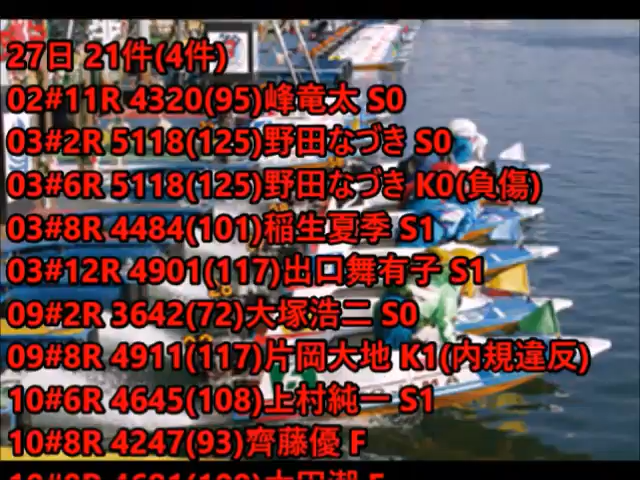 27日 21件(4件)
02#11R 4320(95)峰竜太 S0
03#2R 5118(125)野田なづき S0
03#6R 5118(125)野田なづき K0(負傷)
03#8R 4484(101)稲生夏季 S1
03#12R 4901(117)出口舞有子 S1
09#2R 3642(72)大塚浩二 S0
09#8R 4911(117)片岡大地 K1(内規違反)
10#6R 4645(108)上村純一 S1
10#8R 4247(93)齊藤優 F